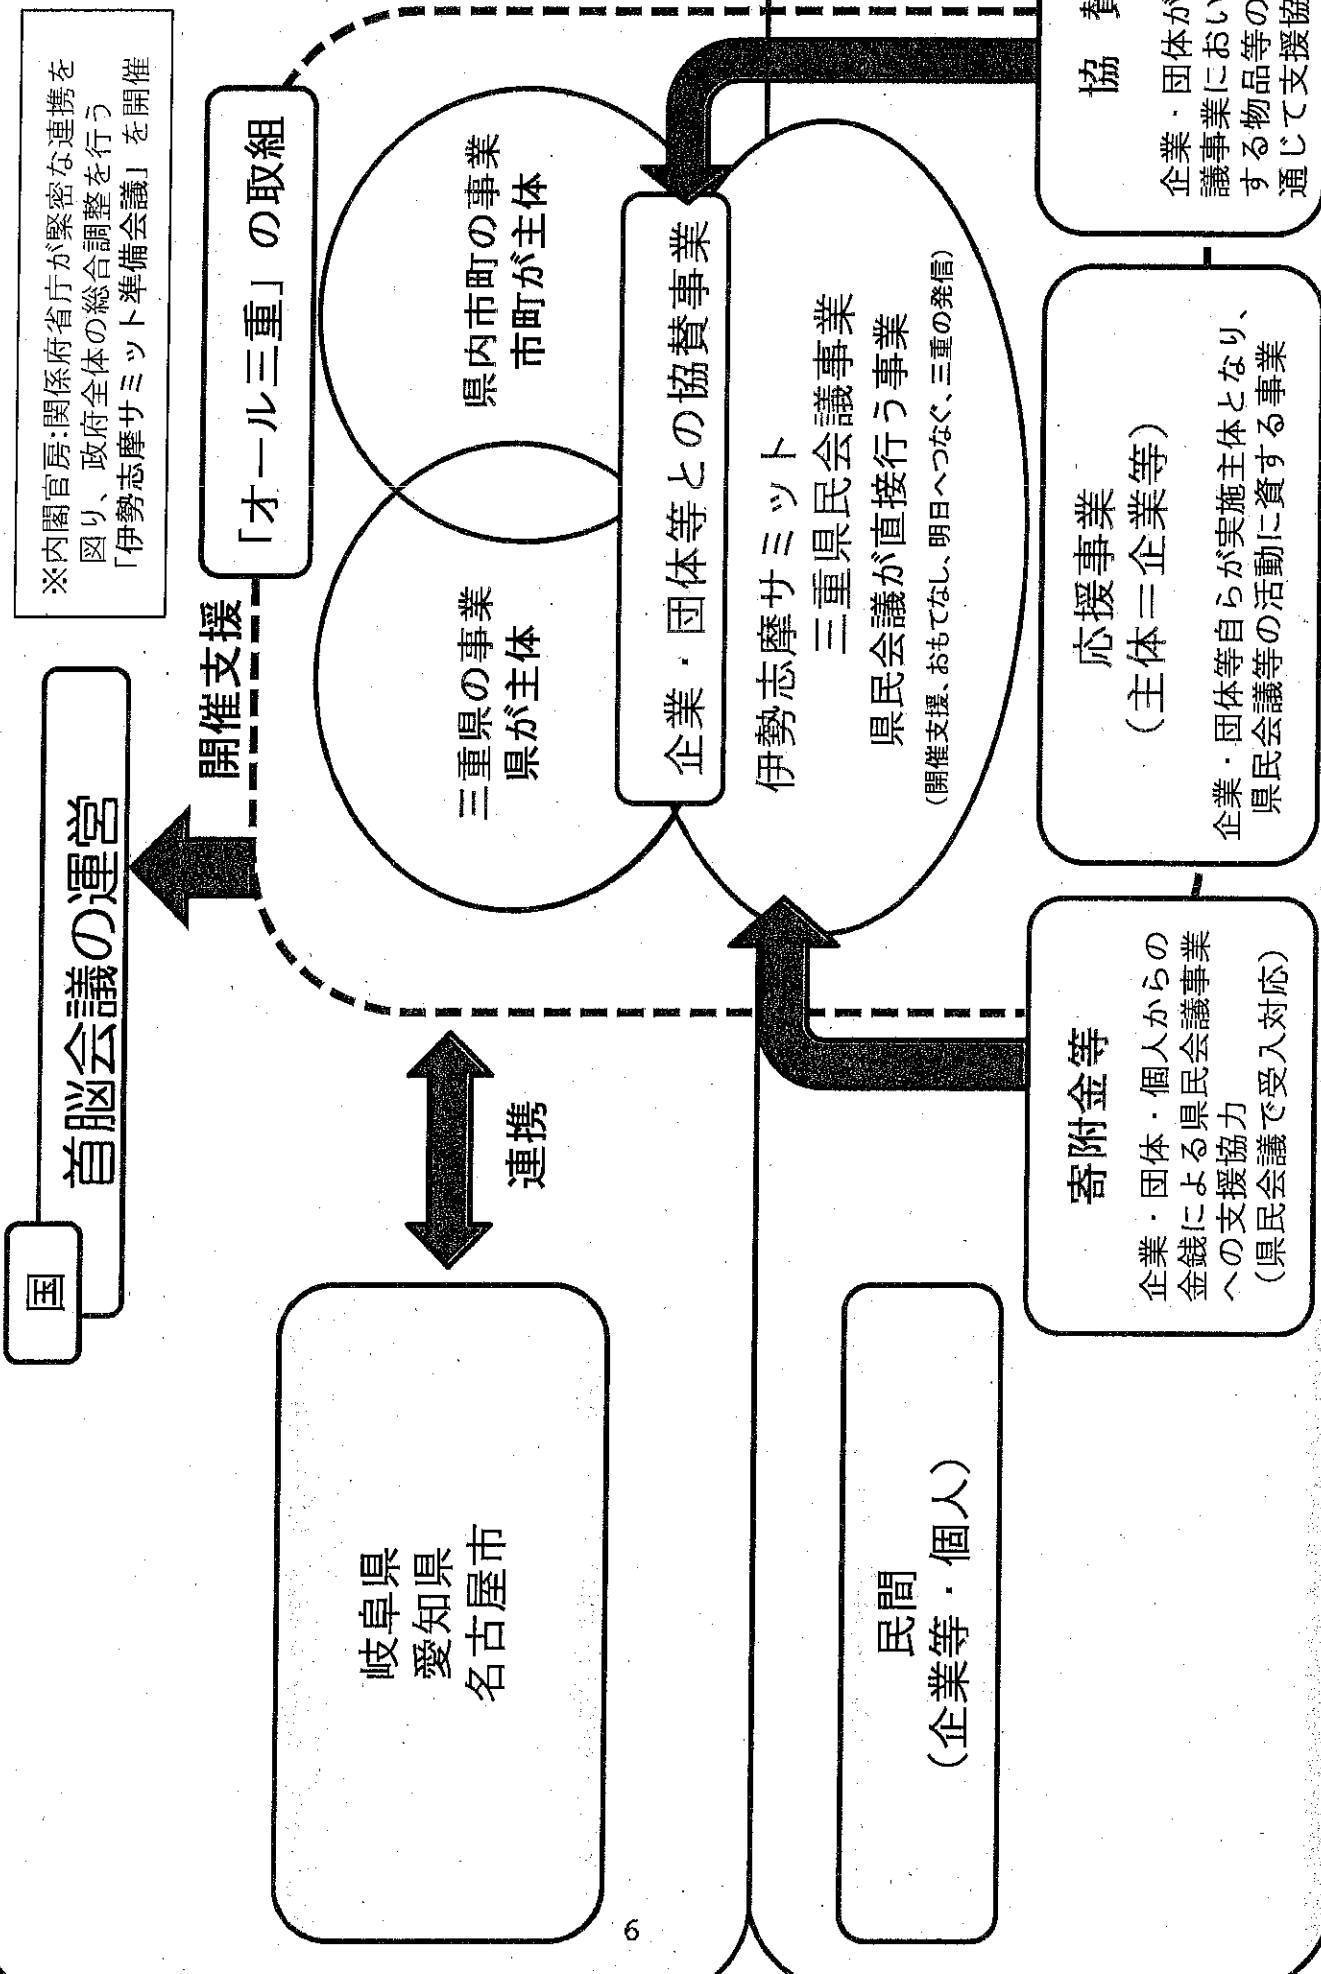 国
首脳会議の運営
※内閣官房:関係府省庁が緊密な連携を
図り、政府全体の総合調整を行う
「伊勢志摩サミット準備会議」を開催
開催支援
「オール三重」の取組
岐阜県
愛知県
名古屋市
連携
三重県の事業
県が主体
県内市町の事業
市町が主体
企業・団体等との協賛事業
伊勢志摩サミット
三重県民会議事業
県民会議が直接行う事業
(開催支援、おもてなし、明日へつなぐ、三重の発信)
民間
(企業等・個人)
寄附金等
企業・団体・個人からの
金銭による県民会議事業
への支援協力
(県民会議で受入対応)
応援事業
(主体=企業等)
企業・団体等自らが実施主体となり、
県民会議等の活動に資する事業
協 賛
企業・団体が
議事業におい
する物品等の
通じて支援協
6